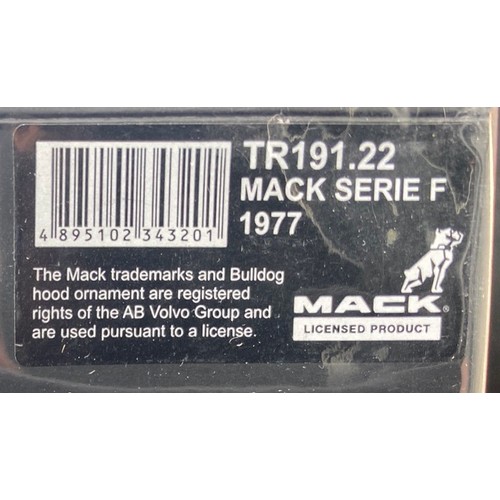 TR191.22
MACK SERIE F
1977
4 895102 343201
The Mack trademarks and Bulldog
hood ornament are registered
rights of the AB Volvo Group and
are used pursuant to a license.
MACK®
LICENSED PRODUCT